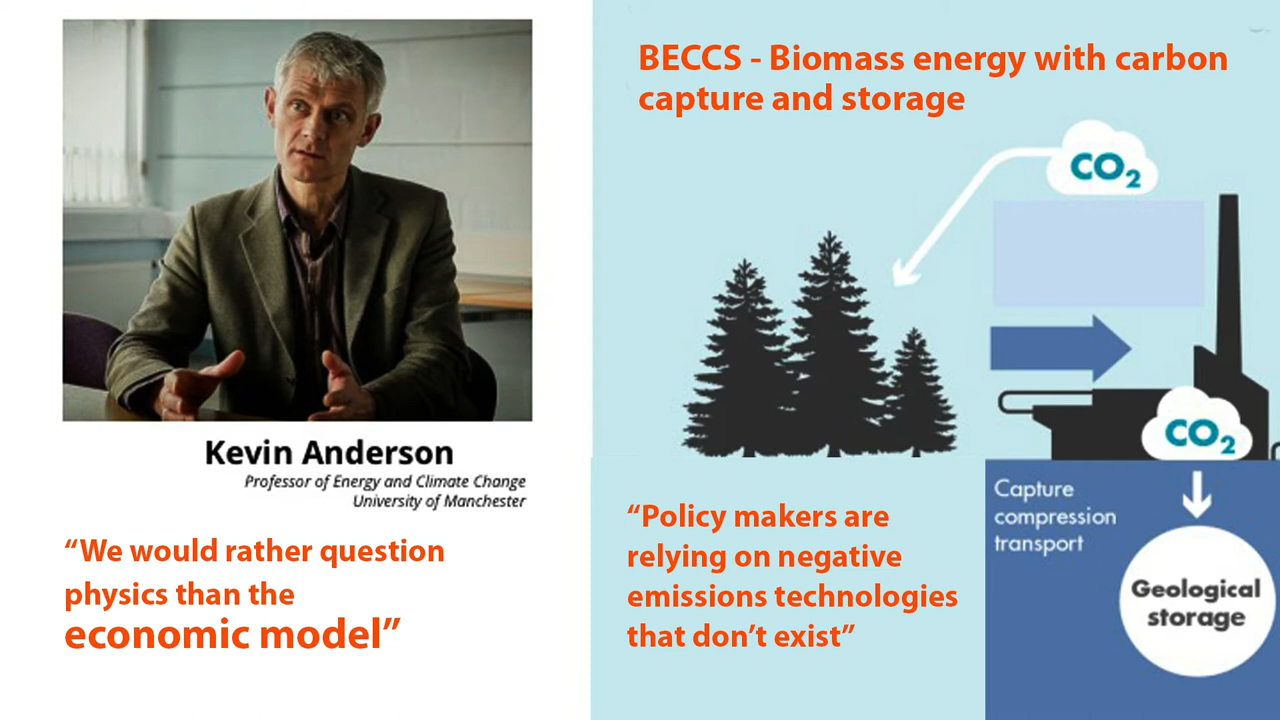 Kevin Anderson
Professor of Energy and Climate Change
University of Manchester
“We would rather question
physics than the
economic model”
BECCS - Biomass energy with carbon
capture and storage
CO2
CO2
“Policy makers are
relying on negative
emissions technologies
that don’t exist”
Capture
compression
transport
Geological
storage